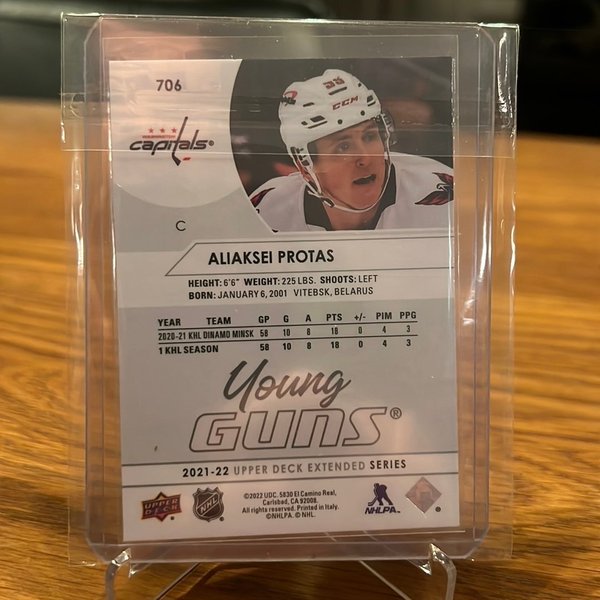 706
59
CCM
WASHINGTON
capitals®
C
ALIAKSEI PROTAS
HEIGHT: 6'6" WEIGHT: 225 LBS. SHOOTS: LEFT
BORN: JANUARY 6, 2001 VITEBSK, BELARUS
YEAR TEAM GP G A PTS +/- PIM PPG
2020-21 KHL DINAMO MINSK 58 10 8 18 0 4 3
1 KHL SEASON 58 10 8 18 0 4 3
Young
GUNS®
2021-22 UPPER DECK EXTENDED SERIES
UPPER DECK
NHL
©2022 UDC. 5830 El Camino Real,
Carlsbad, CA 92008.
All rights reserved. Printed in Italy.
©NHLPA. © NHL.
NHLPA